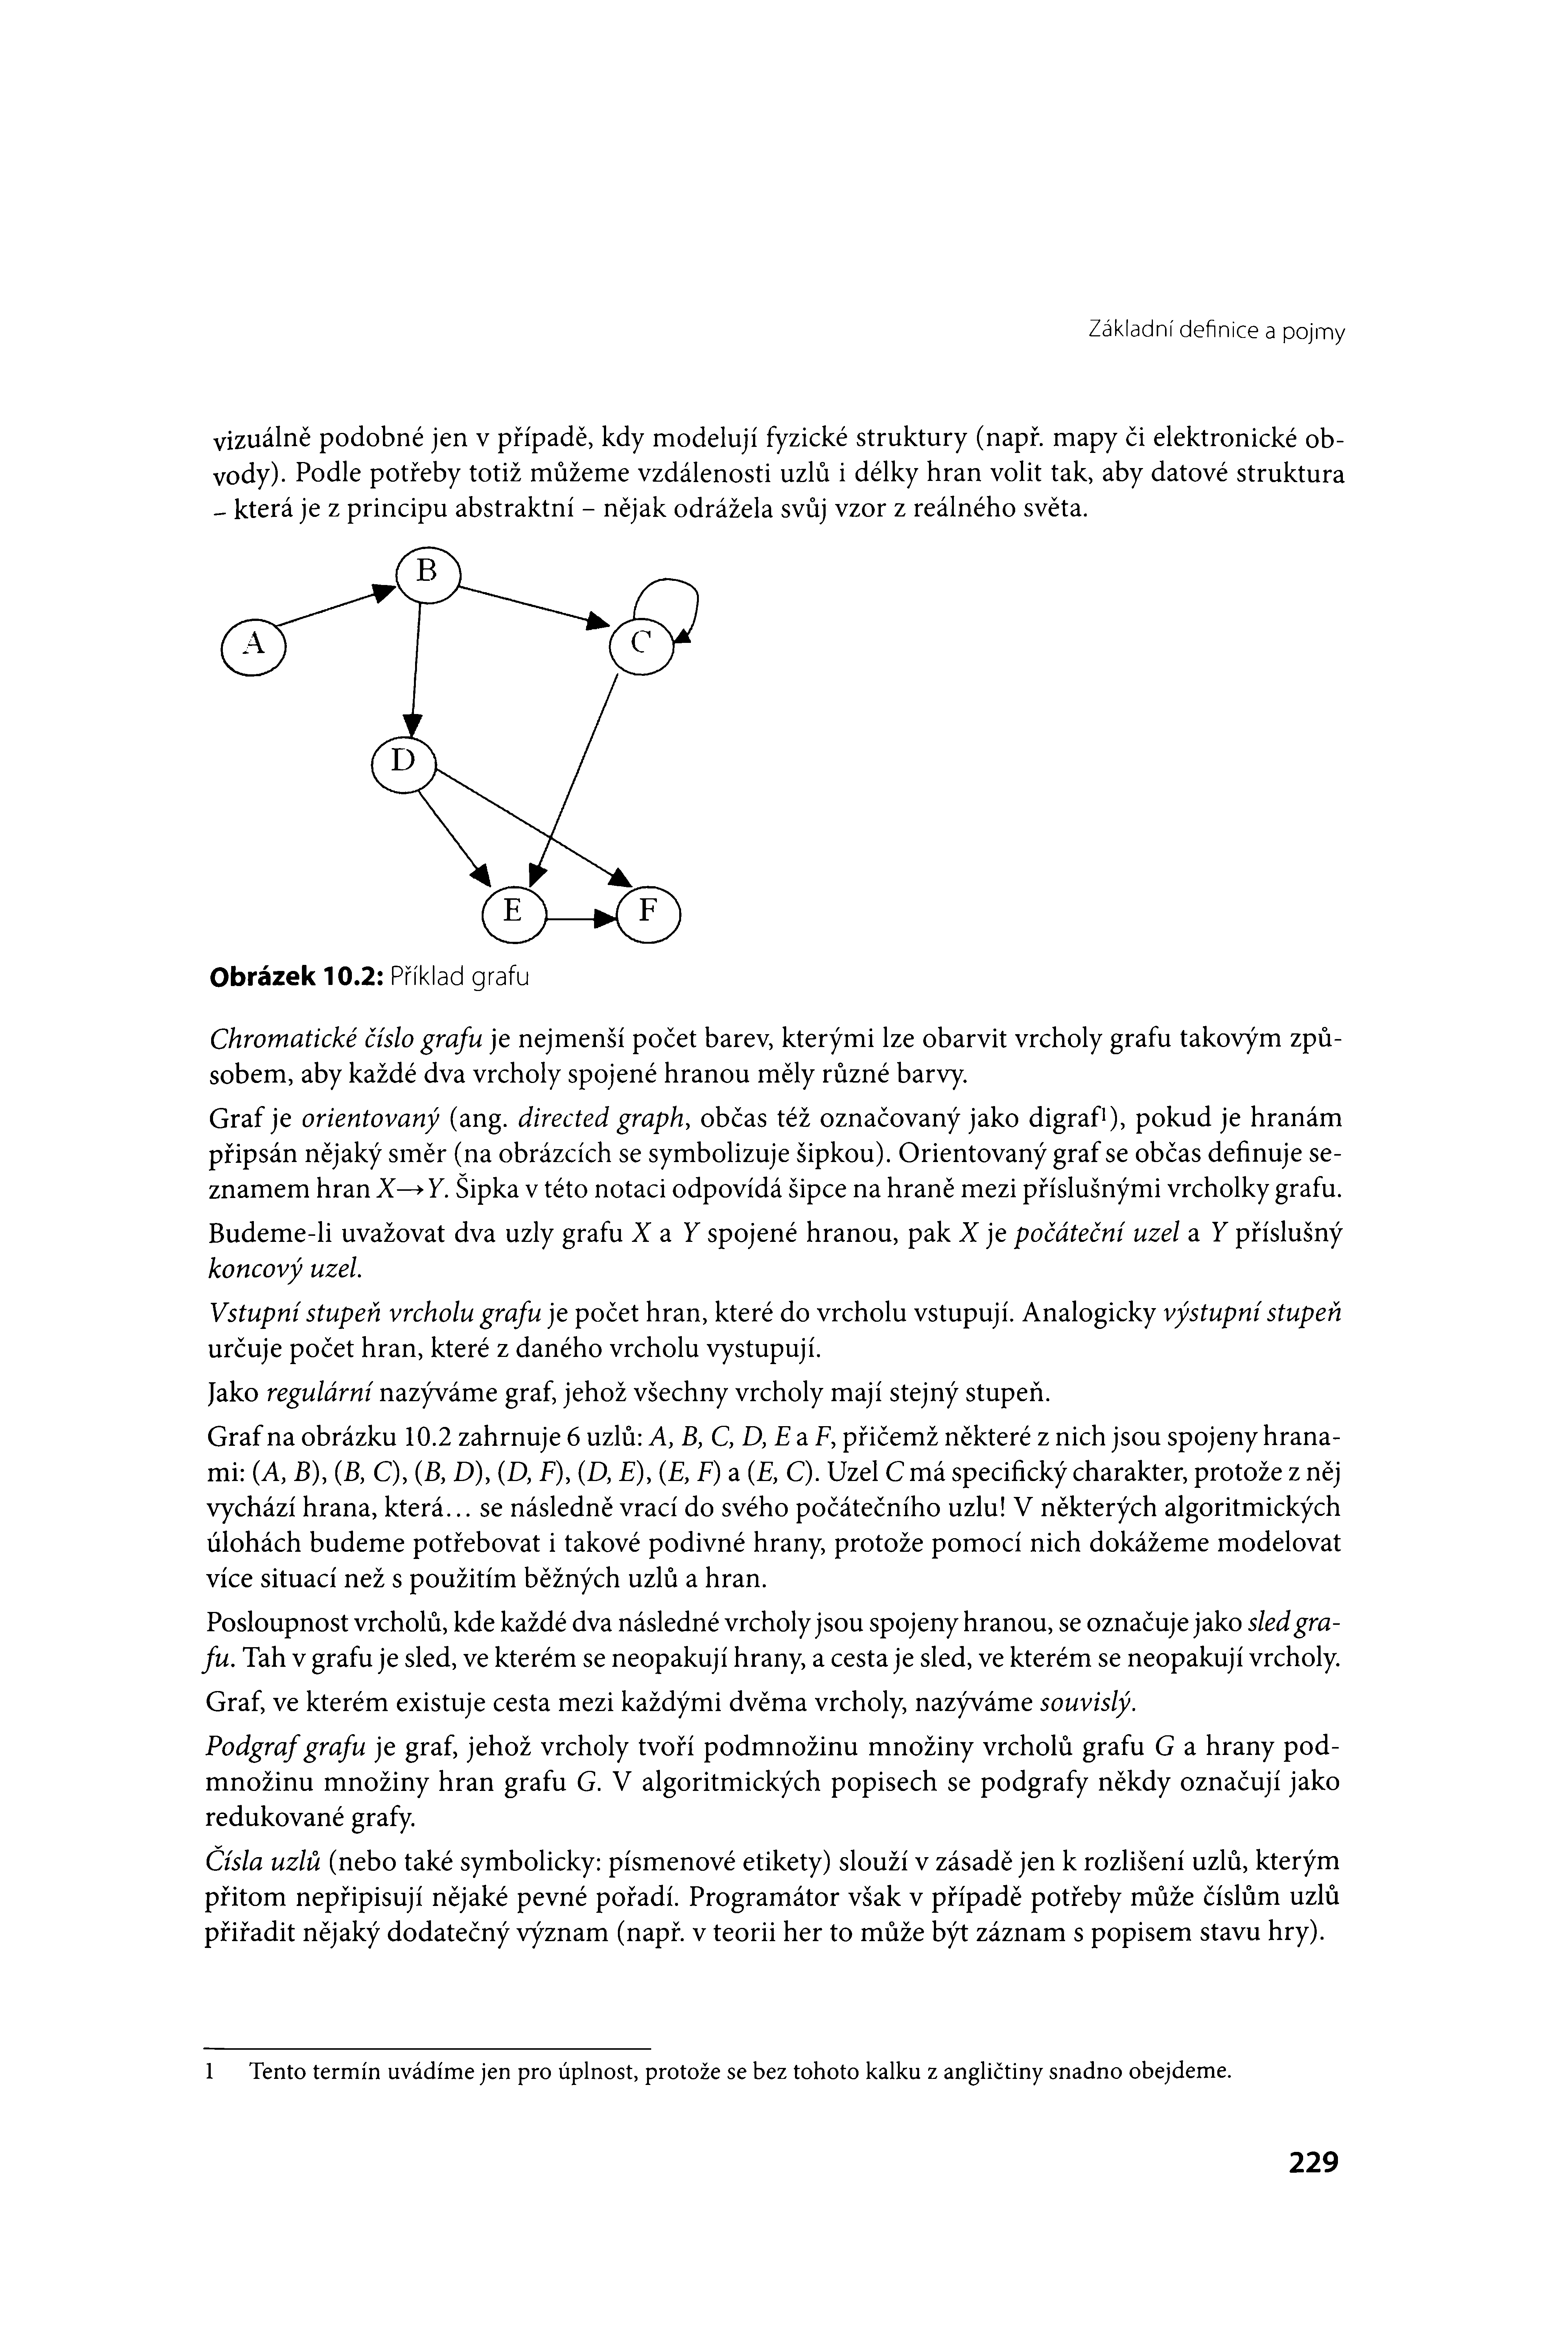 Základní definice a pojmy
vizuálně podobné jen v případě, kdy modelují fyzické struktury (např. mapy či elektronické ob-
vody). Podle potřeby totiž můžeme vzdálenosti uzlů i délky hran volit tak, aby datové struktura
– která je z principu abstraktní – nějak odrážela svůj vzor z reálného světa.
B
A
C
D
E
F
Obrázek 10.2: Příklad grafu
Chromatické číslo grafu je nejmenší počet barev, kterými lze obarvit vrcholy grafu takovým způ-
sobem, aby každé dva vrcholy spojené hranou měly různé barvy.
Graf je orientovaný (ang. directed graph, občas též označovaný jako digraf1), pokud je hranám
připsán nějaký směr (na obrázcích se symbolizuje šipkou). Orientovaný graf se občas definuje se-
znamem hran X→Y. Šipka v této notaci odpovídá šipce na hraně mezi příslušnými vrcholky grafu.
Budeme-li uvažovat dva uzly grafu X a Y spojené hranou, pak X je počáteční uzel a Y příslušný
koncový uzel.
Vstupní stupeň vrcholu grafu je počet hran, které do vrcholu vstupují. Analogicky výstupní stupeň
určuje počet hran, které z daného vrcholu vystupují.
Jako regulární nazýváme graf, jehož všechny vrcholy mají stejný stupeň.
Graf na obrázku 10.2 zahrnuje 6 uzlů: A, B, C, D, E a F, přičemž některé z nich jsou spojeny hrana-
mi: (A, B), (B, C), (B, D), (D, F), (D, E), (E, F) a (E, C). Uzel C má specifický charakter, protože z něj
vychází hrana, která... se následně vrací do svého počátečního uzlu! V některých algoritmických
úlohách budeme potřebovat i takové podivné hrany, protože pomocí nich dokážeme modelovat
více situací než s použitím běžných uzlů a hran.
Posloupnost vrcholů, kde každé dva následné vrcholy jsou spojeny hranou, se označuje jako sled gra-
fu. Tah v grafu je sled, ve kterém se neopakují hrany, a cesta je sled, ve kterém se neopakují vrcholy.
Graf, ve kterém existuje cesta mezi každými dvěma vrcholy, nazýváme souvislý.
Podgraf grafu je graf, jehož vrcholy tvoří podmnožinu množiny vrcholů grafu G a hrany pod-
množinu množiny hran grafu G. V algoritmických popisech se podgrafy někdy označují jako
redukované grafy.
Čísla uzlů (nebo také symbolicky: písmenové etikety) slouží v zásadě jen k rozlišení uzlů, kterým
přitom nepřipisují nějaké pevné pořadí. Programátor však v případě potřeby může číslům uzlů
přiřadit nějaký dodatečný význam (např. v teorii her to může být záznam s popisem stavu hry).
1 Tento termín uvádíme jen pro úplnost, protože se bez tohoto kalku z angličtiny snadno obejdeme.
229